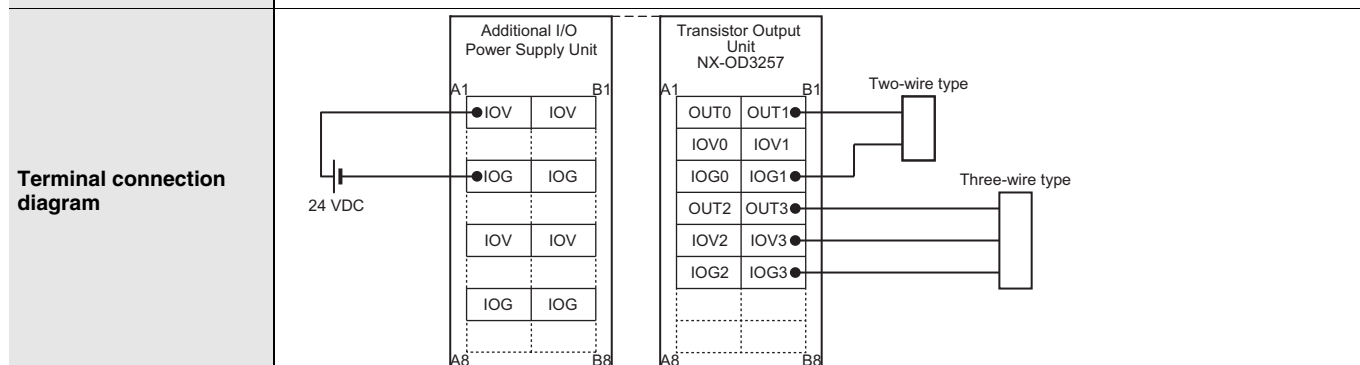 Terminal connection
diagram
24 VDC
Additional I/O
Power Supply Unit
A1 B1
IOV IOV
IOG IOG
IOV IOV
IOG IOG
A8 B8
Transistor Output
Unit
NX-OD3257
A1 B1
OUT0 OUT1
IOV0 IOV1
IOG0 IOG1
OUT2 OUT3
IOV2 IOV3
IOG2 IOG3
A8 B8
Two-wire type
Three-wire type